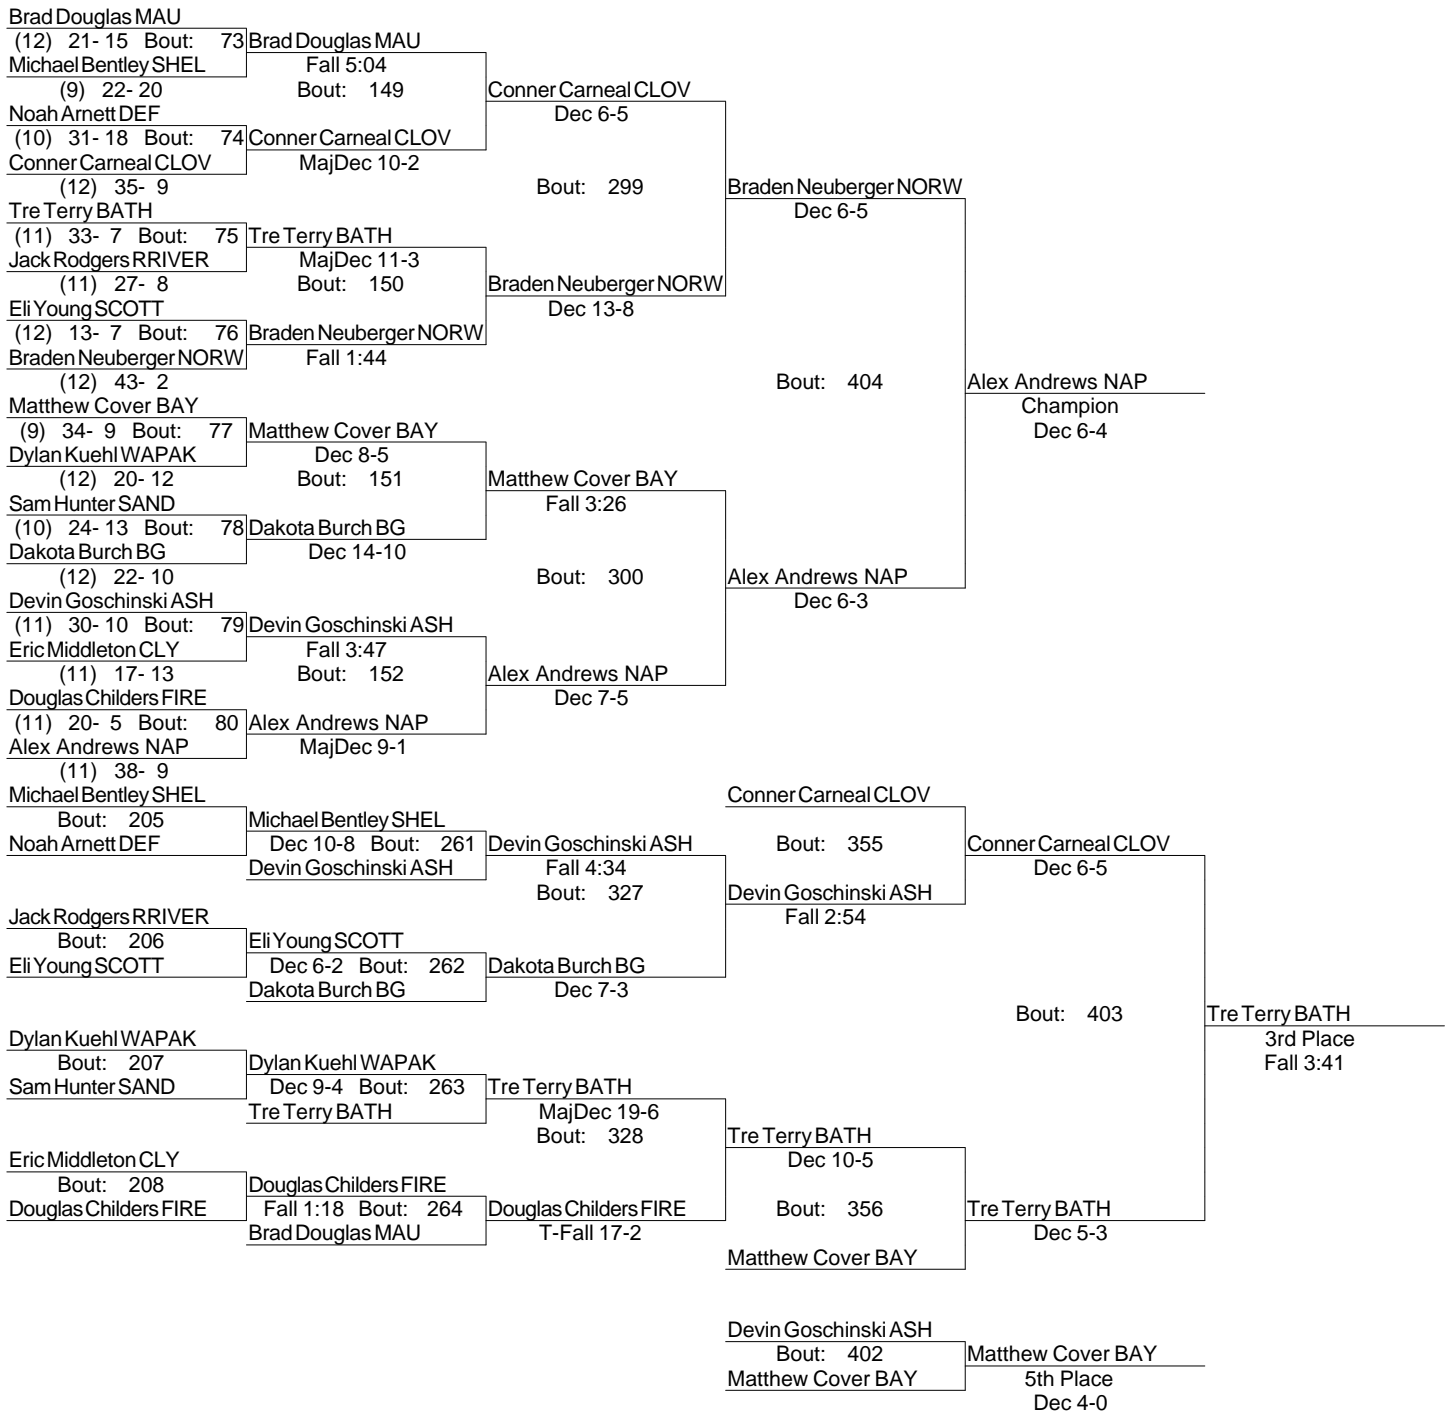 Brad Douglas MAU
(12) 21- 15 Bout: 73 Brad Douglas MAU
Michael Bentley SHEL Fall 5:04
(9) 22- 20 Bout: 149 Conner Carneal CLOV
Noah Arnett DEF Dec 6-5
(10) 31- 18 Bout: 74 Conner Carneal CLOV
Conner Carneal CLOV MajDec 10-2
(12) 35- 9 Bout: 299 Braden Neuberger NORW
Tre Terry BATH Dec 6-5
(11) 33- 7 Bout: 75 Tre Terry BATH
Jack Rodgers RRIVER MajDec 11-3
(11) 27- 8 Bout: 150 Braden Neuberger NORW
Eli Young SCOTT Dec 13-8
(12) 13- 7 Bout: 76 Braden Neuberger NORW
Braden Neuberger NORW Fall 1:44
(12) 43- 2 Bout: 404 Alex Andrews NAP
Matthew Cover BAY Champion
(9) 34- 9 Bout: 77 Matthew Cover BAY Dec 6-4
Dylan Kuehl WAPAK Dec 8-5
(12) 20- 12 Bout: 151 Matthew Cover BAY
Sam Hunter SAND Fall 3:26
(10) 24- 13 Bout: 78 Dakota Burch BG
Dakota Burch BG Dec 14-10
(12) 22- 10 Bout: 300 Alex Andrews NAP
Devin Goschinski ASH Dec 6-3
(11) 30- 10 Bout: 79 Devin Goschinski ASH
Eric Middleton CLY Fall 3:47
(11) 17- 13 Bout: 152 Alex Andrews NAP
Douglas Childers FIRE Dec 7-5
(11) 20- 5 Bout: 80 Alex Andrews NAP
Alex Andrews NAP MajDec 9-1
(11) 38- 9
Michael Bentley SHEL Conner Carneal CLOV
Bout: 205 Michael Bentley SHEL
Noah Arnett DEF Dec 10-8 Bout: 261 Devin Goschinski ASH Bout: 355 Conner Carneal CLOV
Devin Goschinski ASH Fall 4:34 Dec 6-5
Bout: 327 Devin Goschinski ASH
Jack Rodgers RRIVER Fall 2:54
Bout: 206 Eli Young SCOTT
Eli Young SCOTT Dec 6-2 Bout: 262 Dakota Burch BG
Dakota Burch BG Dec 7-3
Bout: 403 Tre Terry BATH
Dylan Kuehl WAPAK 3rd Place
Bout: 207 Dylan Kuehl WAPAK Fall 3:41
Sam Hunter SAND Dec 9-4 Bout: 263 Tre Terry BATH
Tre Terry BATH MajDec 19-6
Bout: 328 Tre Terry BATH
Eric Middleton CLY Dec 10-5
Bout: 208 Douglas Childers FIRE
Douglas Childers FIRE Fall 1:18 Bout: 264 Douglas Childers FIRE Bout: 356 Tre Terry BATH
Brad Douglas MAU T-Fall 17-2 Dec 5-3
Matthew Cover BAY
Devin Goschinski ASH
Bout: 402 Matthew Cover BAY
Matthew Cover BAY 5th Place
Dec 4-0